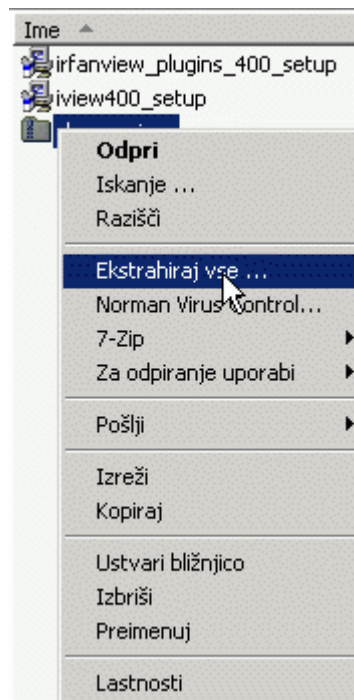 Ime
irfanview_plugins_400_setup
iview400_setup
Odpri
Iskanje ...
Razišči
Ekstrahiraj vse ...
Norman Virus Control...
7-Zip
Za odpiranje uporabi
Pošlji
Izreži
Kopiraj
Ustvari bližnjico
Izbriši
Preimenuj
Lastnosti